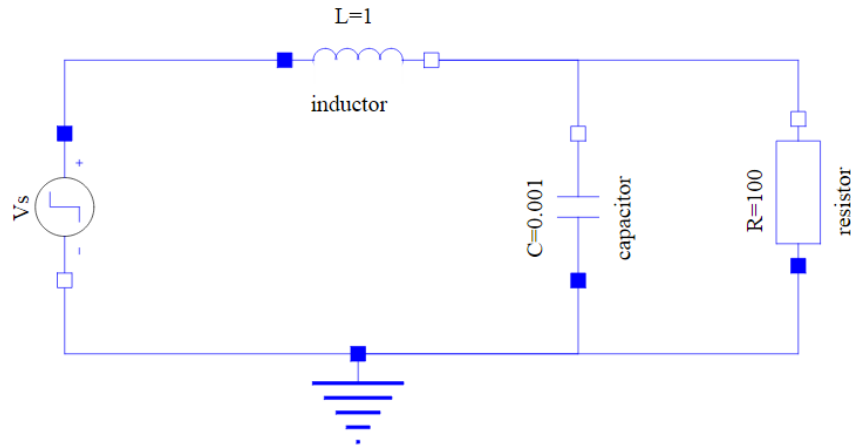 L=1
inductor
+
Vs
–
C=0.001
capacitor
R=100
resistor